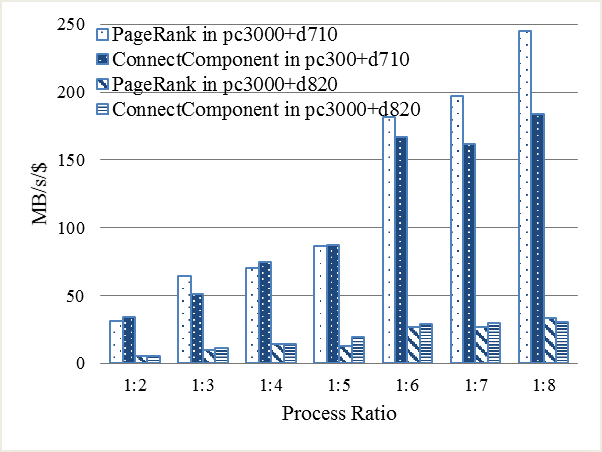 250
200
150
100
50
0
MB/s/$
PageRank in pc3000+d710
ConnectComponent in pc300+d710
PageRank in pc3000+d820
ConnectComponent in pc3000+d820
1:2 1:3 1:4 1:5 1:6 1:7 1:8
Process Ratio